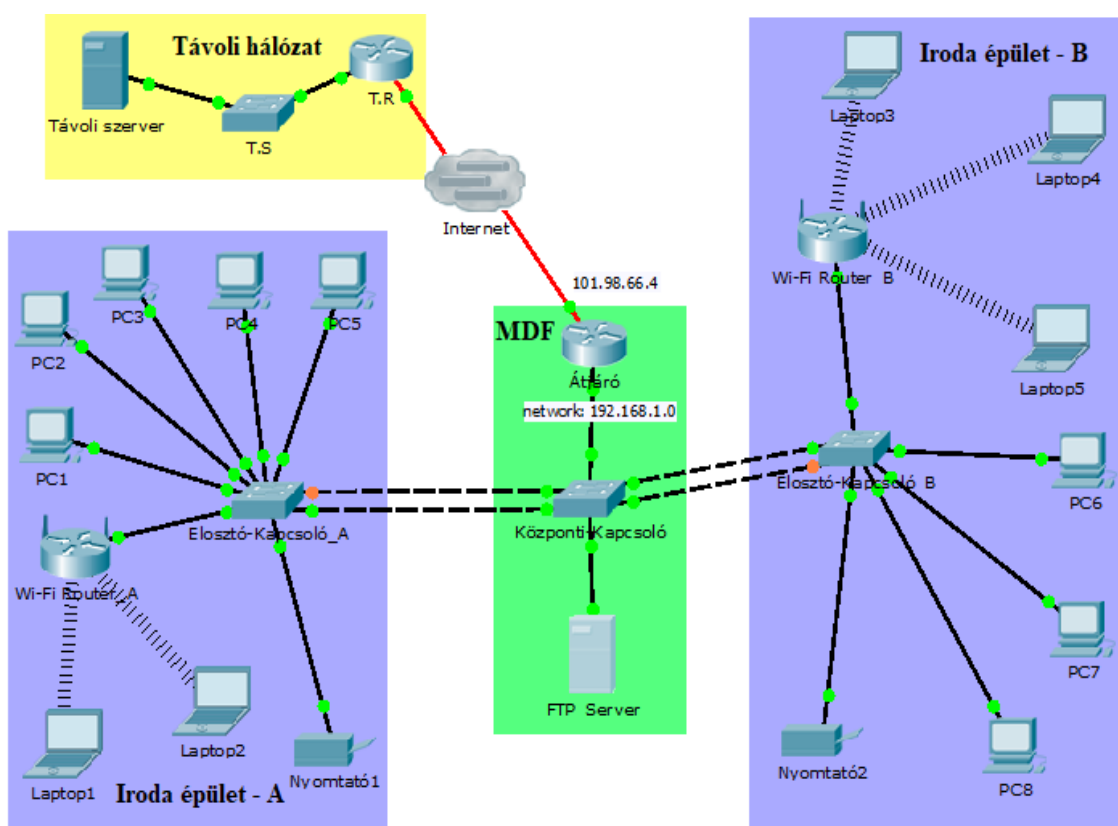 Távoli hálózat
T.R
Távoli szerver
T.S
Internet
101.98.66.4
MDF
Átjáró
network: 192.168.1.0
Központi-Kapcsoló
FTP Server
PC3
PC4
PC5
PC2
PC1
Elosztó-Kapcsoló_A
Wi-Fi Router_A
Laptop2
Laptop1
Nyomtató1
Iroda épület - A
Iroda épület - B
Laptop3
Laptop4
Wi-Fi Router B
Laptop5
Elosztó-Kapcsoló B
PC6
PC7
Nyomtató2
PC8